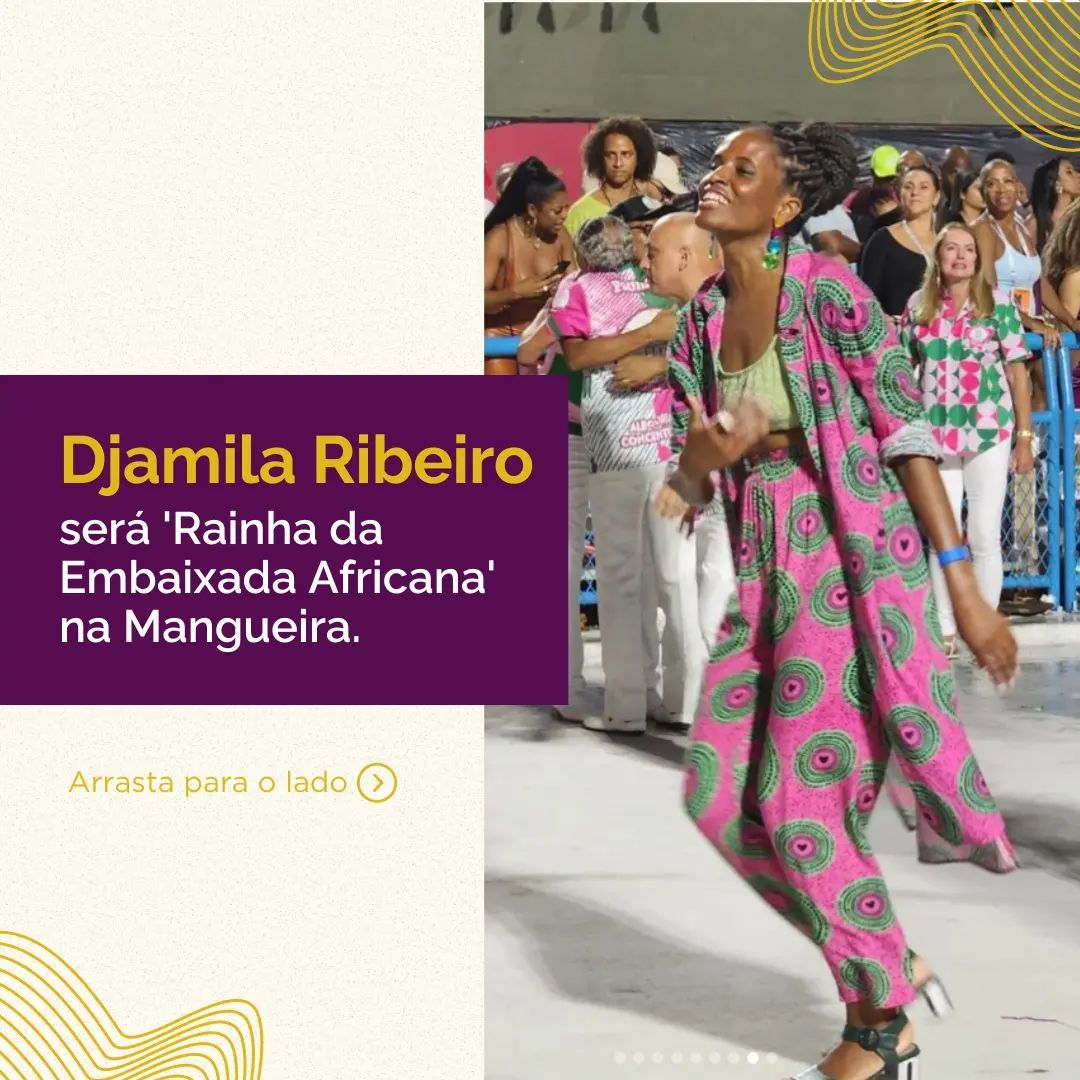 Djamila Ribeiro
será 'Rainha da
Embaixada Africana'
na Mangueira.
Arrasta para o lado